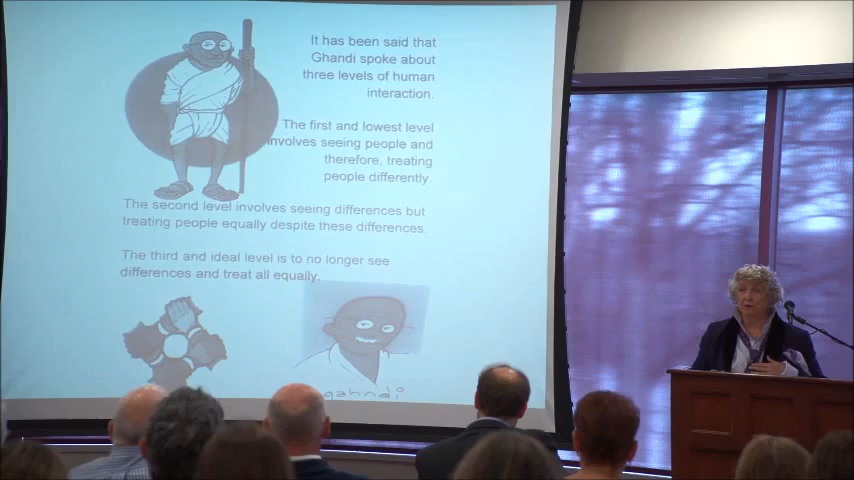 It has been said that
Ghandi spoke about
three levels of human
interaction.
The first and lowest level
involves seeing people and
therefore, treating
people differently.
The second level involves seeing differences but
treating people equally despite these differences.
The third and ideal level is to no longer see
differences and treat all equally.
gahndi